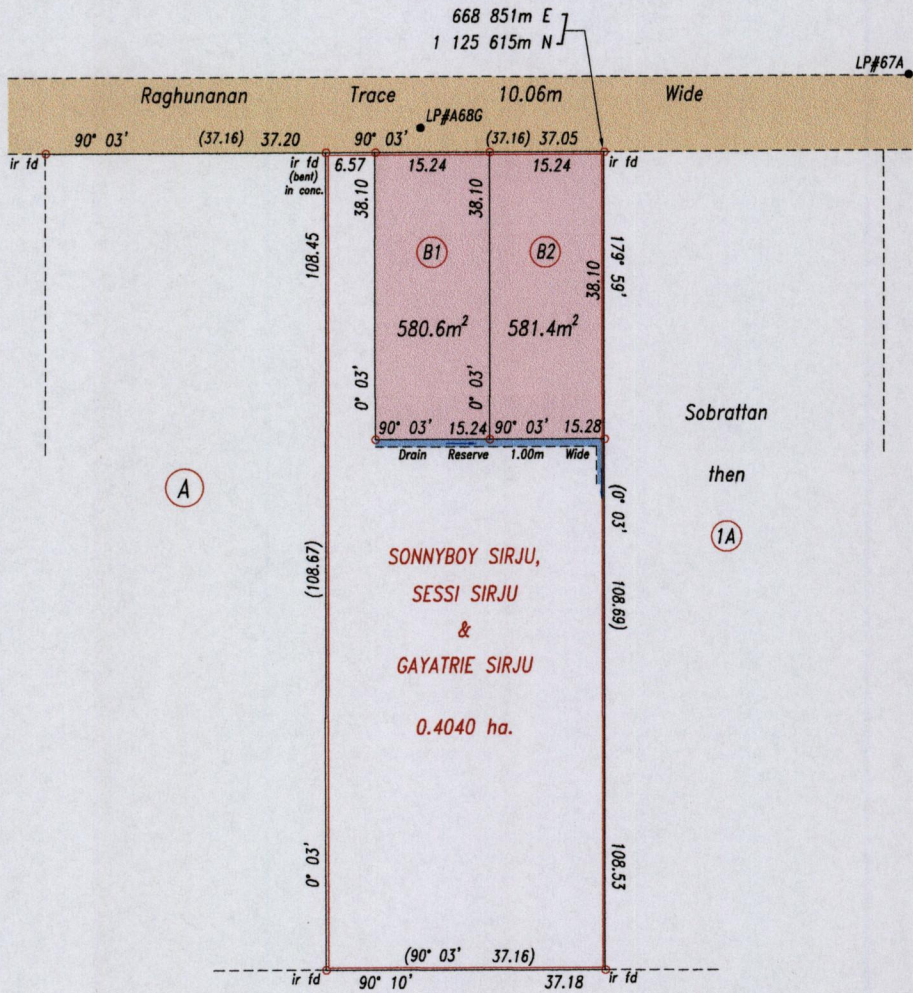 668 851m E
1 125 615m N
LP#67A
Raghunanan Trace 10.06m Wide
LP#A68G
90° 03' (37.16) 37.20 90° 03' (37.16) 37.05
ir fd
ir fd
(bent)
in conc.
6.57 15.24 15.24 ir fd
38.10
38.10
108.45
B1
B2
38.10
179° 59'
580.6m²
581.4m²
0° 03'
0° 03'
90° 03' 15.24 90° 03' 15.28
Drain Reserve 1.00m Wide
Sobrattan
then
1A
A
(0° 03' 108.69)
(108.67)
SONNYBOY SIRJU,
SESSI SIRJU
&
GAYATRIE SIRJU
0.4040 ha.
0° 03'
108.53
(90° 03' 37.16)
ir fd 90° 10' 37.18 ir fd